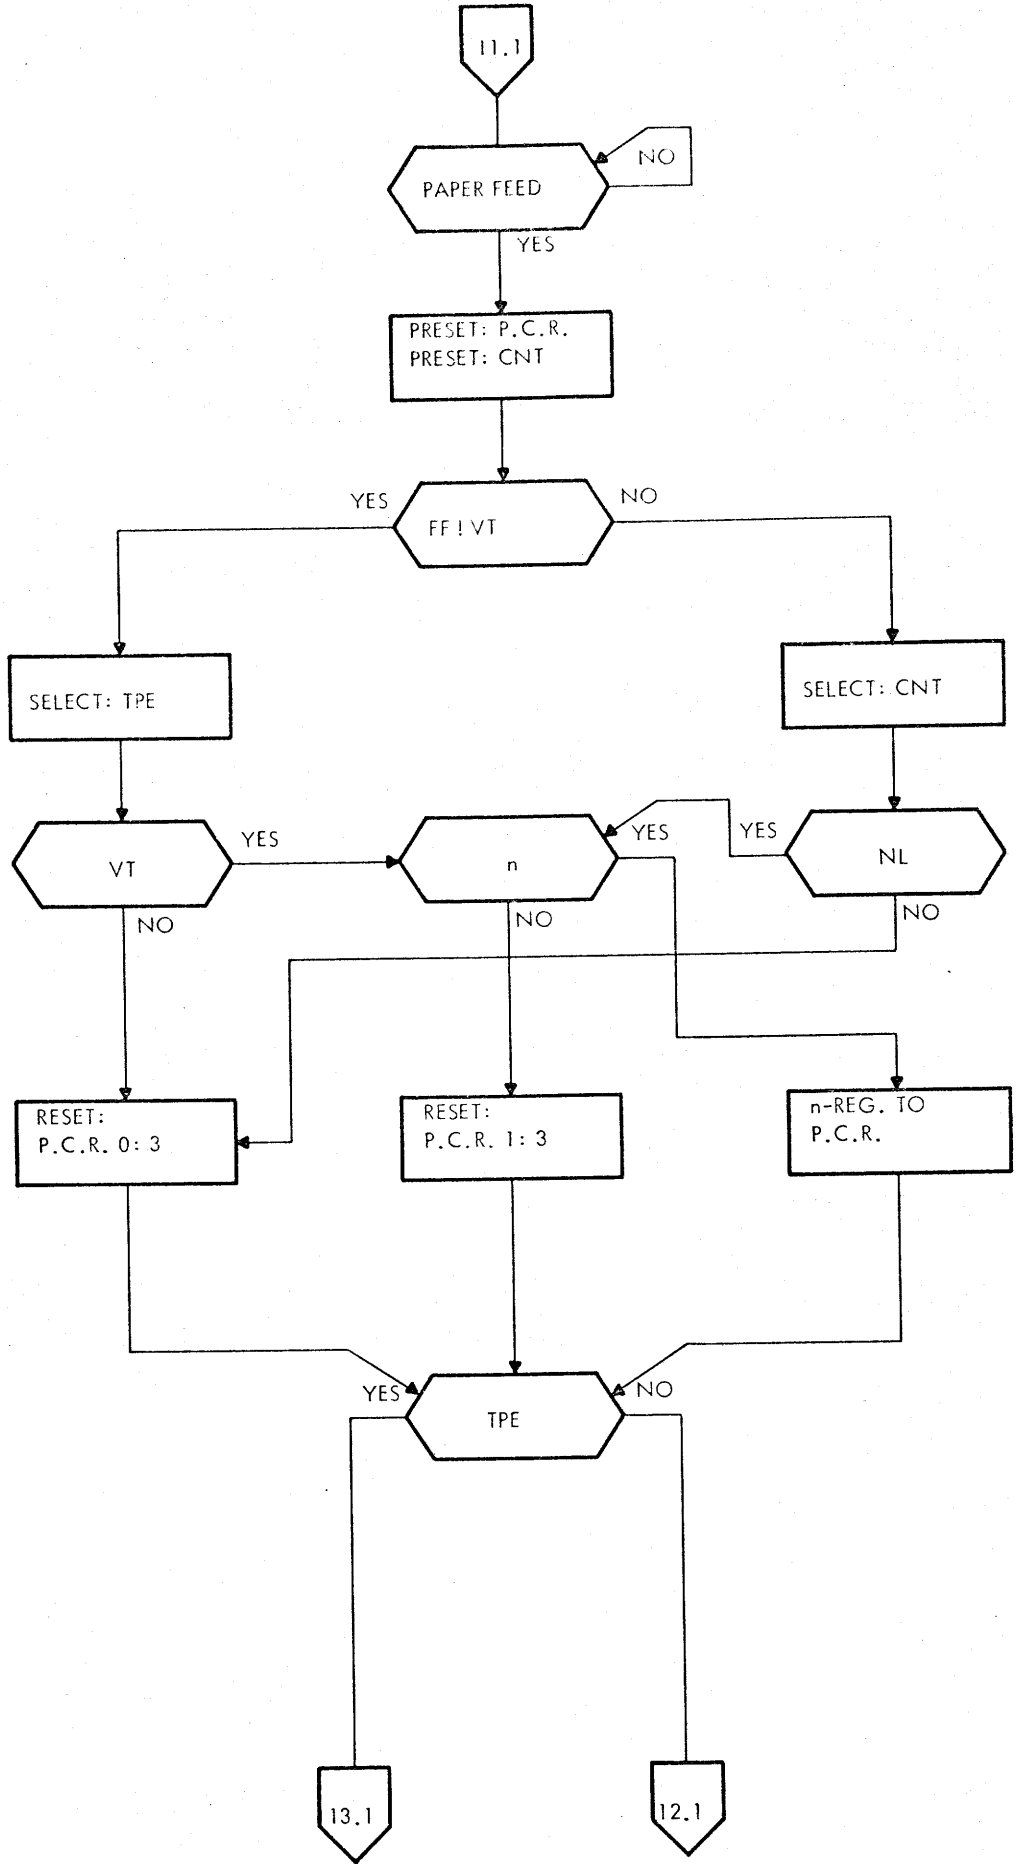 11.1
NO
PAPER FEED
YES
PRESET: P.C.R.
PRESET: CNT
YES
NO
FF!VT
SELECT: TPE
SELECT: CNT
YES
YES
YES
VT
n
NL
NO
NO
NO
RESET:
P.C.R. 0:3
RESET:
P.C.R. 1:3
n-REG. TO
P.C.R.
YES
NO
TPE
13.1
12.1